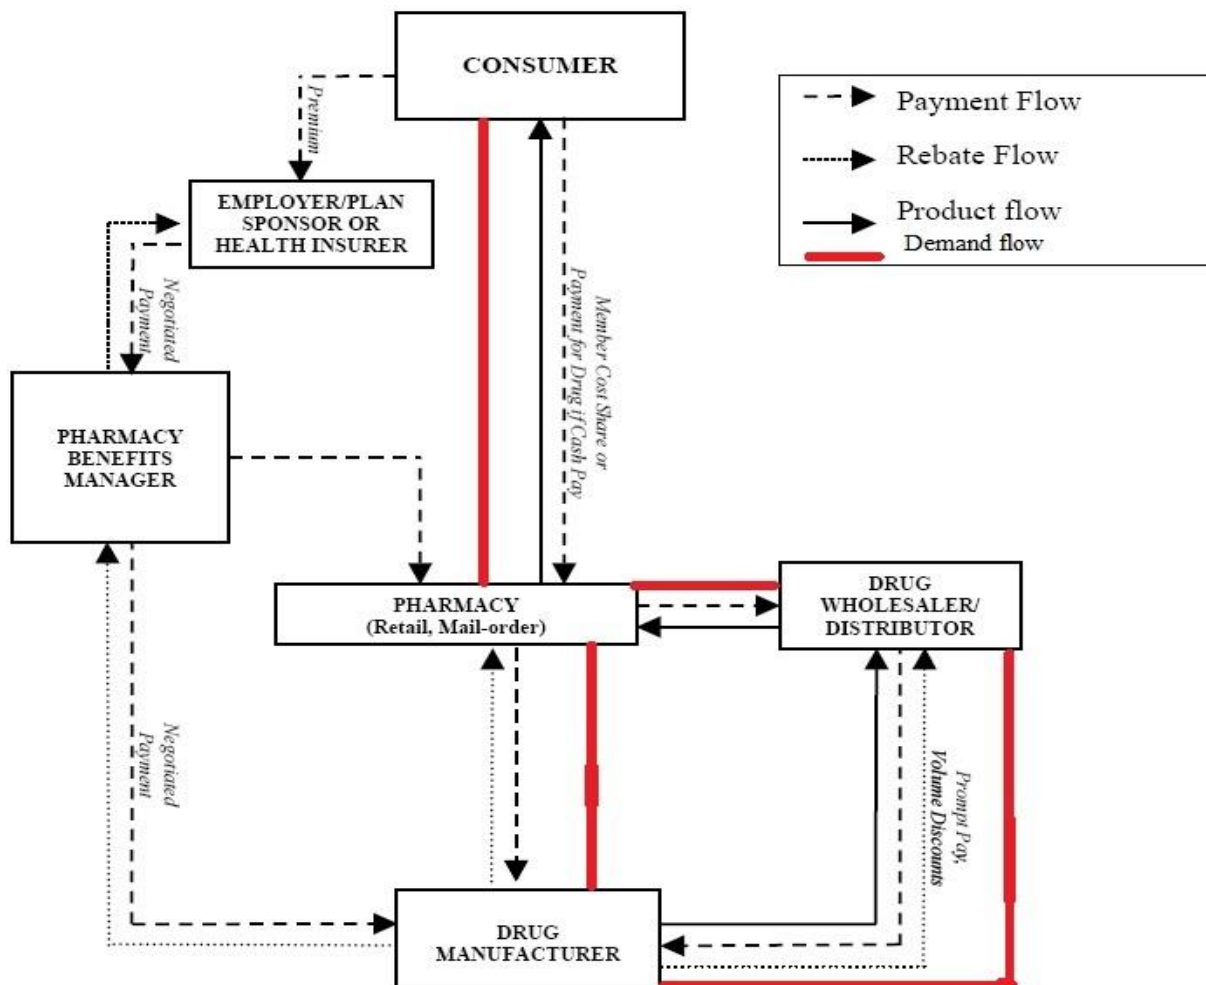 CONSUMER
Payment Flow
Rebate Flow
Product flow
Demand flow
Premium
EMPLOYER/PLAN
SPONSOR OR
HEALTH INSURER
Negotiated
Payment
Member Cost Share or
Payment for Drug if Cash Pay
PHARMACY
BENEFITS
MANAGER
PHARMACY
(Retail, Mail-order)
DRUG
WHOLESALER/
DISTRIBUTOR
Negotiated
Payment
Prompt Pay,
Volume Discounts
DRUG
MANUFACTURER